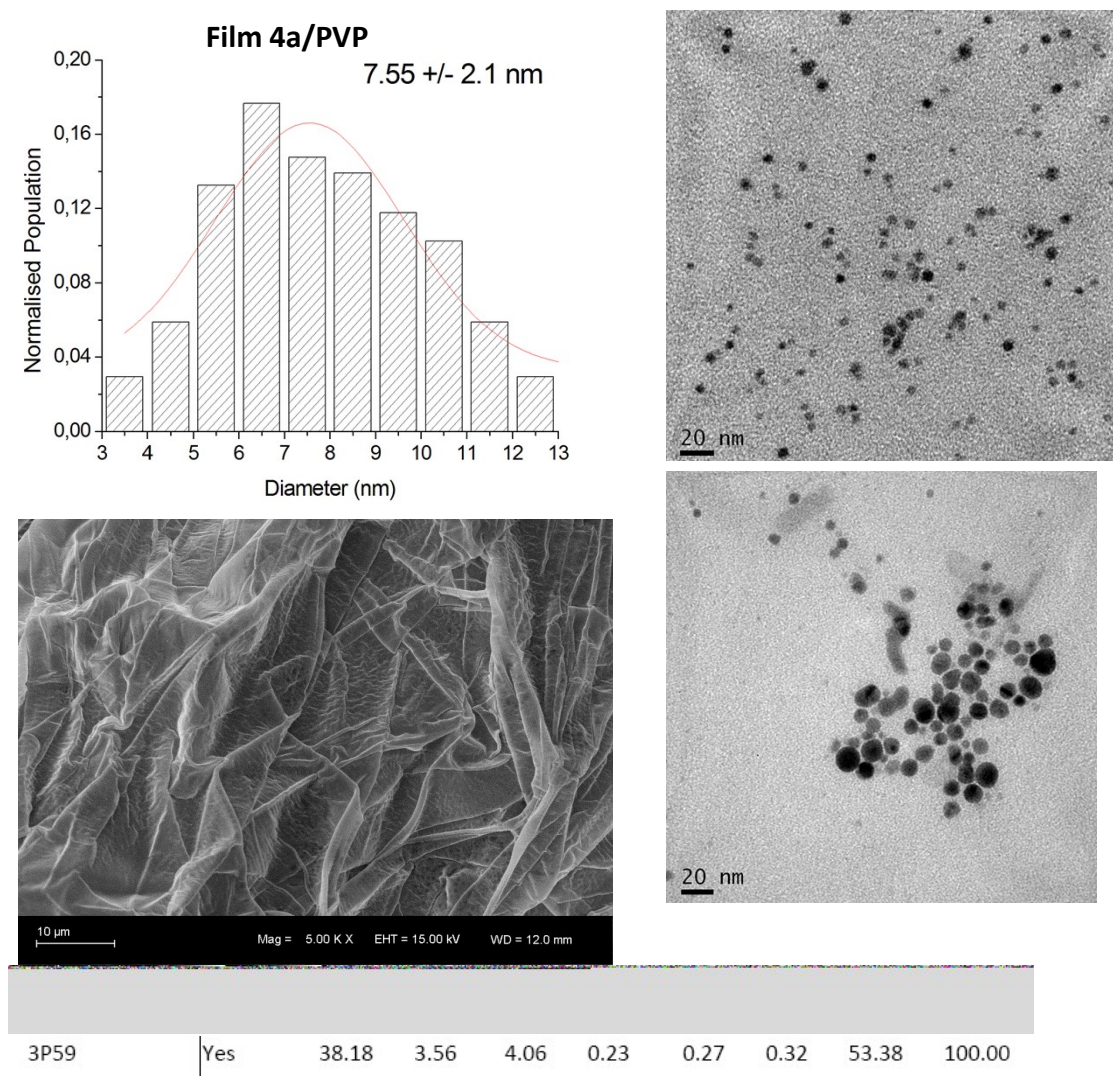 Film 4a/PVP
7.55 +/- 2.1 nm
Normalised Population
0,20
0,16
0,12
0,08
0,04
0,00
3 4 5 6 7 8 9 10 11 12 13
Diameter (nm)
20 nm
20 nm
10 µm Mag = 5.00 K X EHT = 15.00 kV WD = 12.0 mm
3P59 Yes 38.18 3.56 4.06 0.23 0.27 0.32 53.38 100.00